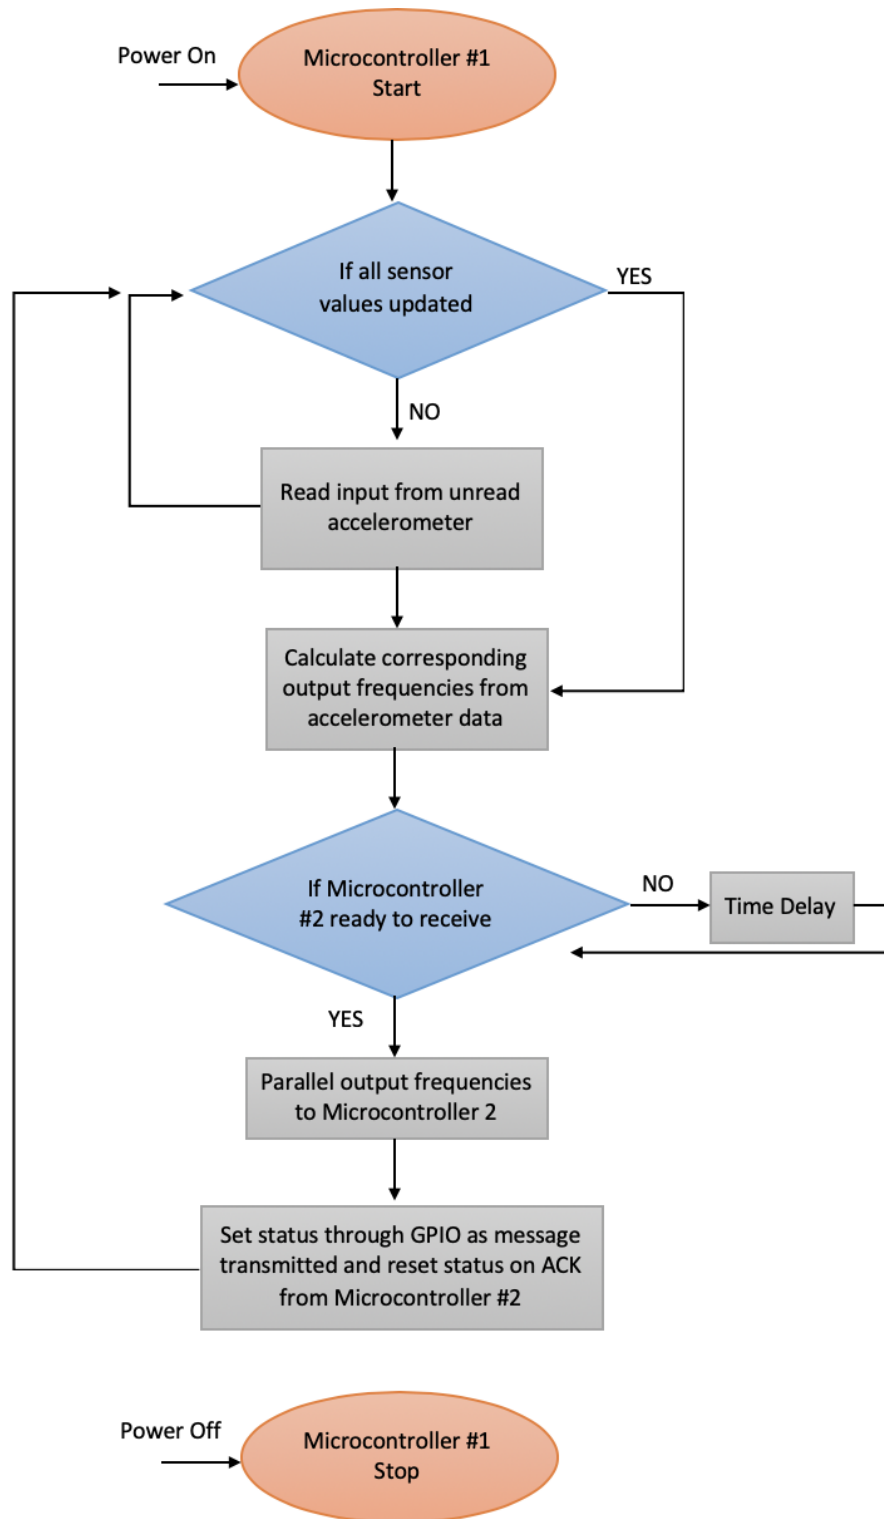 Power On
Microcontroller #1
Start
If all sensor
values updated
YES
NO
Read input from unread
accelerometer
Calculate corresponding
output frequencies from
accelerometer data
If Microcontroller
#2 ready to receive
NO
Time Delay
YES
Parallel output frequencies
to Microcontroller 2
Set status through GPIO as message
transmitted and reset status on ACK
from Microcontroller #2
Power Off
Microcontroller #1
Stop